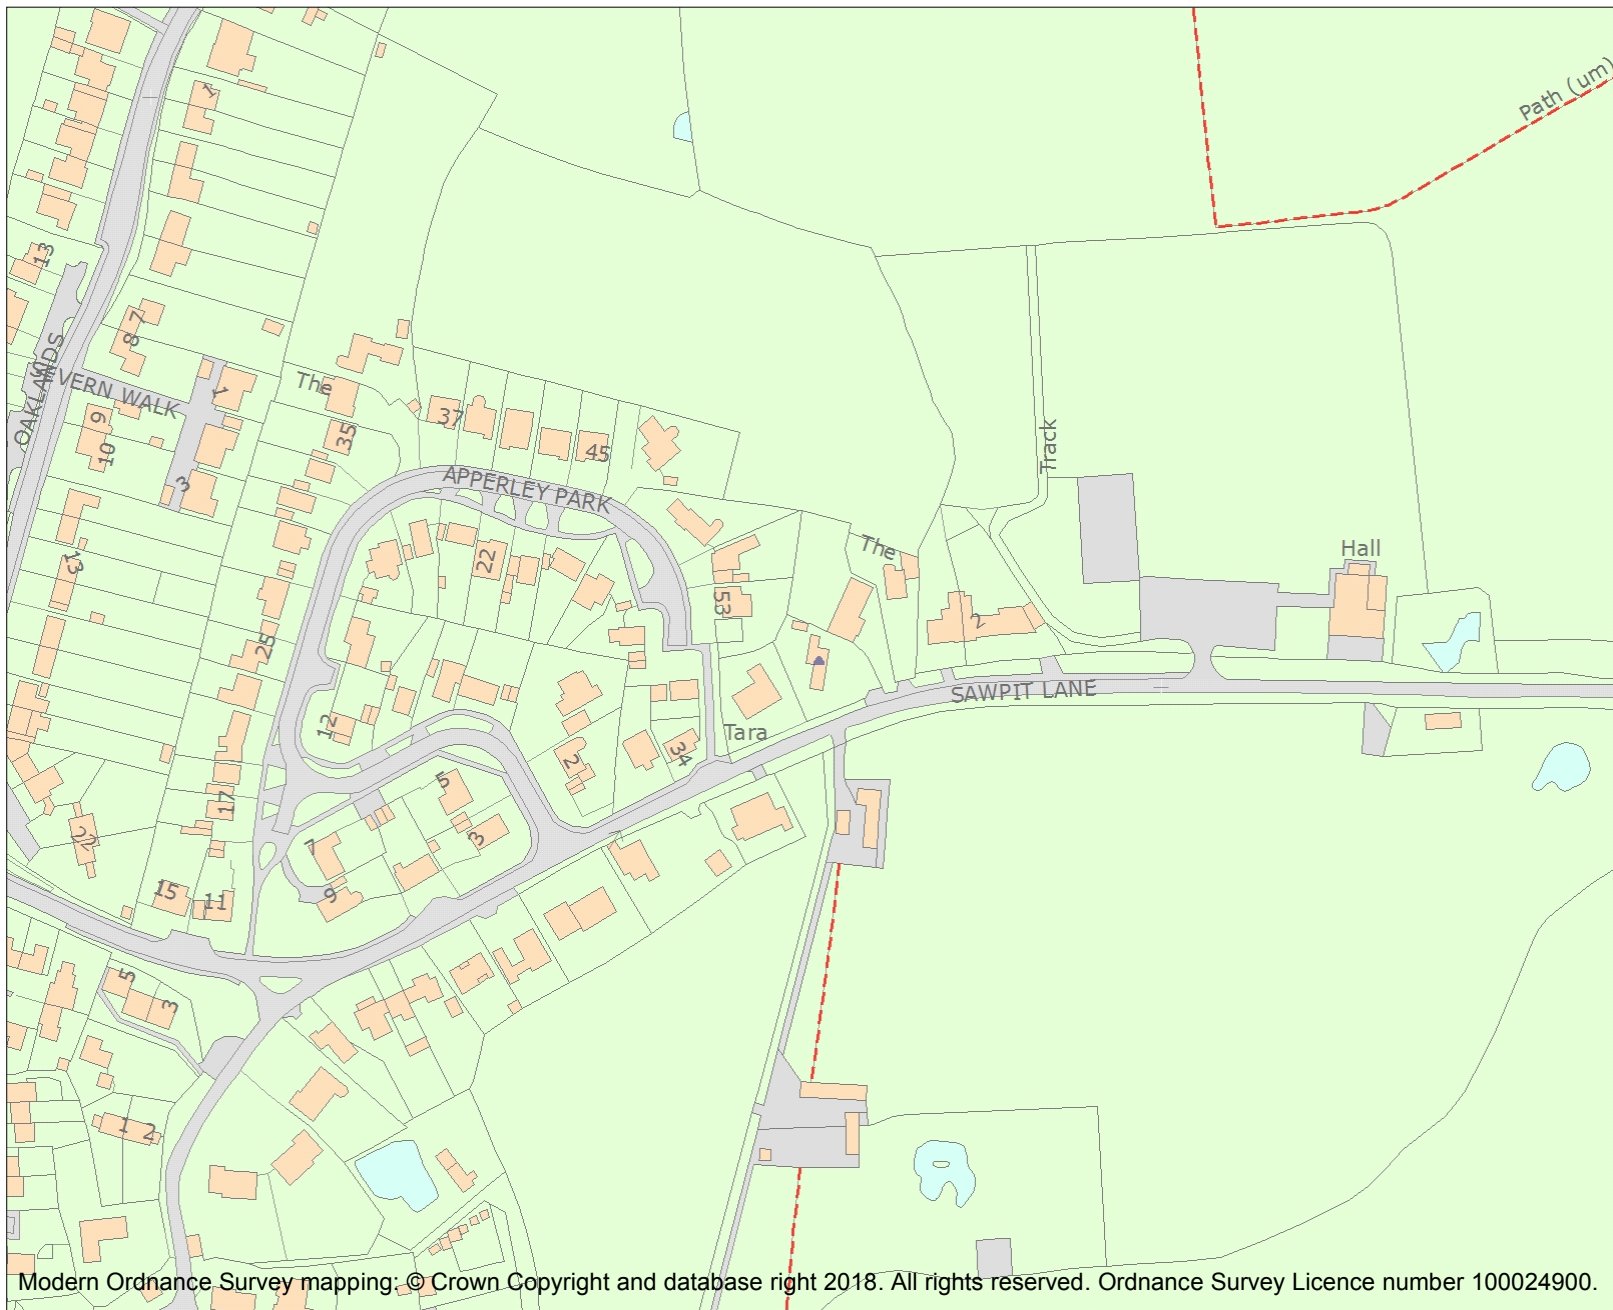 Path (um)
1
13
8 7
OAKLANDS
VERN WALK
1
The
9
10
3
35
37
45
APPERLEY PARK
Track
22
The
Hall
13
53
2
25
SAWPIT LANE
12
Tara
34
2
5
17
3
22
7
15
11
9
5
3
1 2
Modern Ordnance Survey mapping: © Crown Copyright and database right 2018. All rights reserved. Ordnance Survey Licence number 100024900.